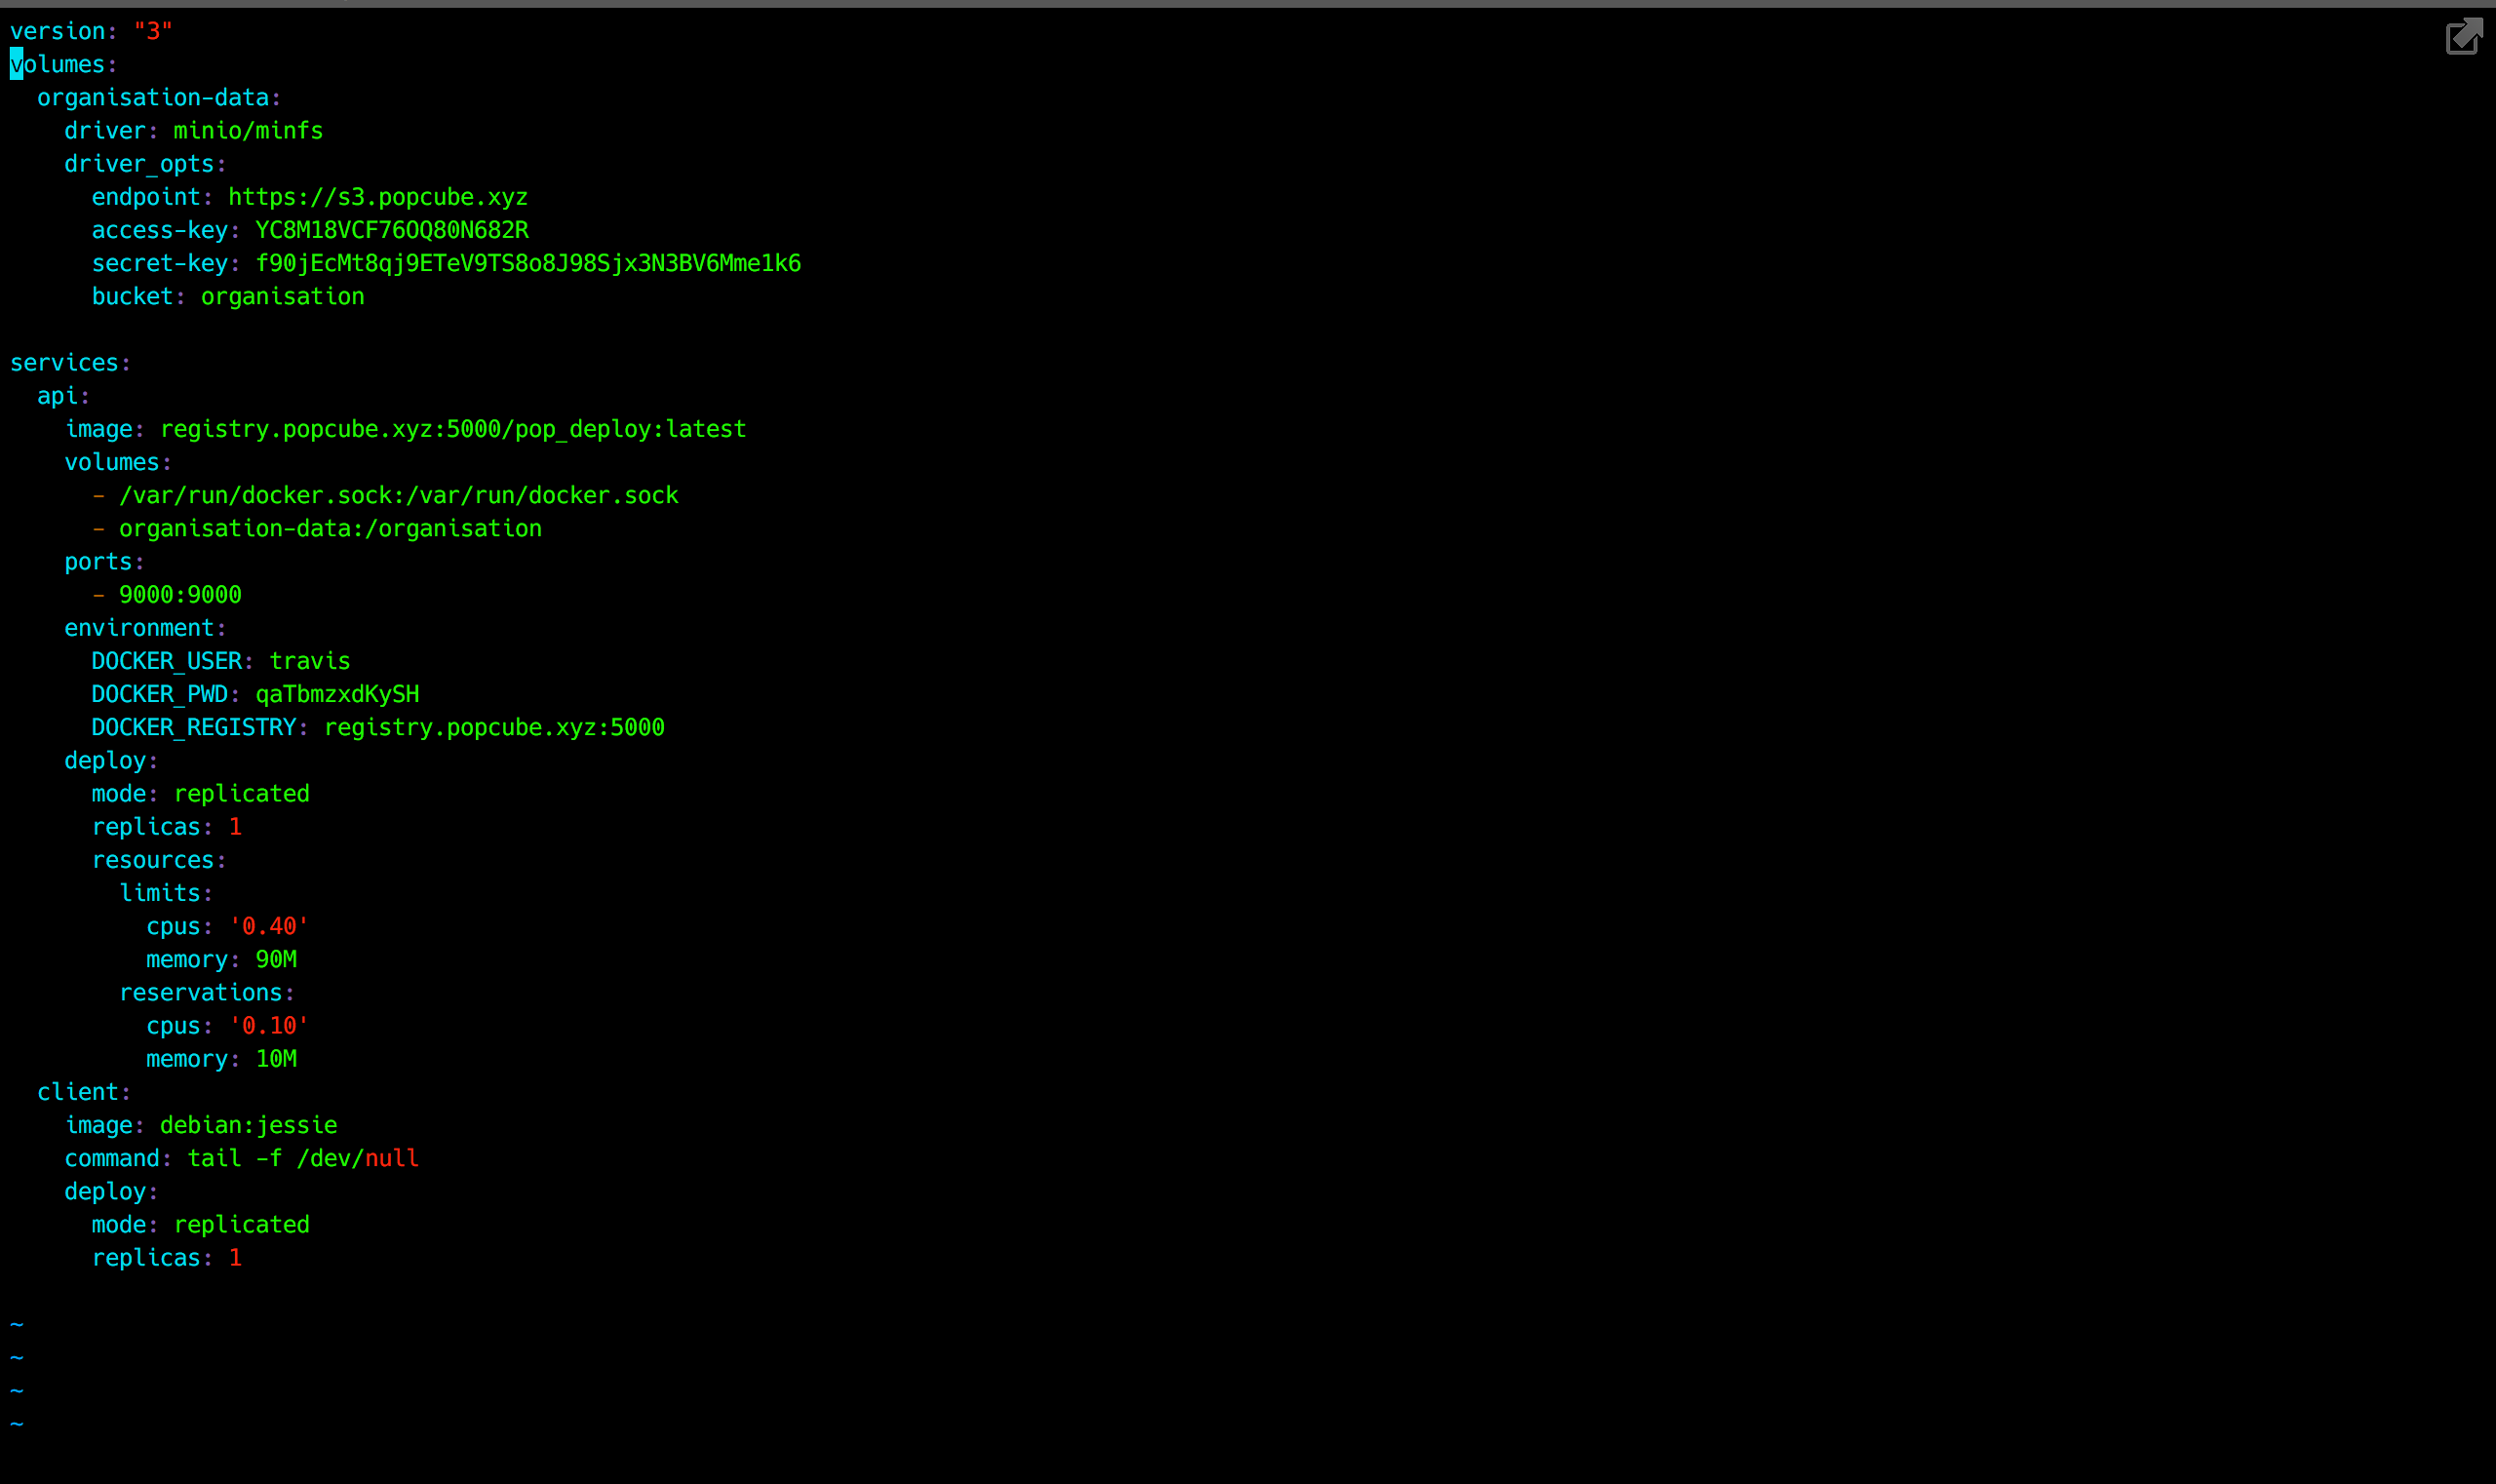 version: "3"
volumes:
  organisation-data:
    driver: minio/minfs
    driver_opts:
      endpoint: https://s3.popcube.xyz
      access-key: YC8M18VCF76OQ80N682R
      secret-key: f90jEcMt8qj9ETeV9TS8o8J98Sjx3N3BV6Mme1k6
      bucket: organisation

services:
  api:
    image: registry.popcube.xyz:5000/pop_deploy:latest
    volumes:
      - /var/run/docker.sock:/var/run/docker.sock
      - organisation-data:/organisation
    ports:
      - 9000:9000
    environment:
      DOCKER_USER: travis
      DOCKER_PWD: qaTbmzxdKySH
      DOCKER_REGISTRY: registry.popcube.xyz:5000
    deploy:
      mode: replicated
      replicas: 1
      resources:
        limits:
          cpus: '0.40'
          memory: 90M
        reservations:
          cpus: '0.10'
          memory: 10M
  client:
    image: debian:jessie
    command: tail -f /dev/null
    deploy:
      mode: replicated
      replicas: 1

~
~
~
~